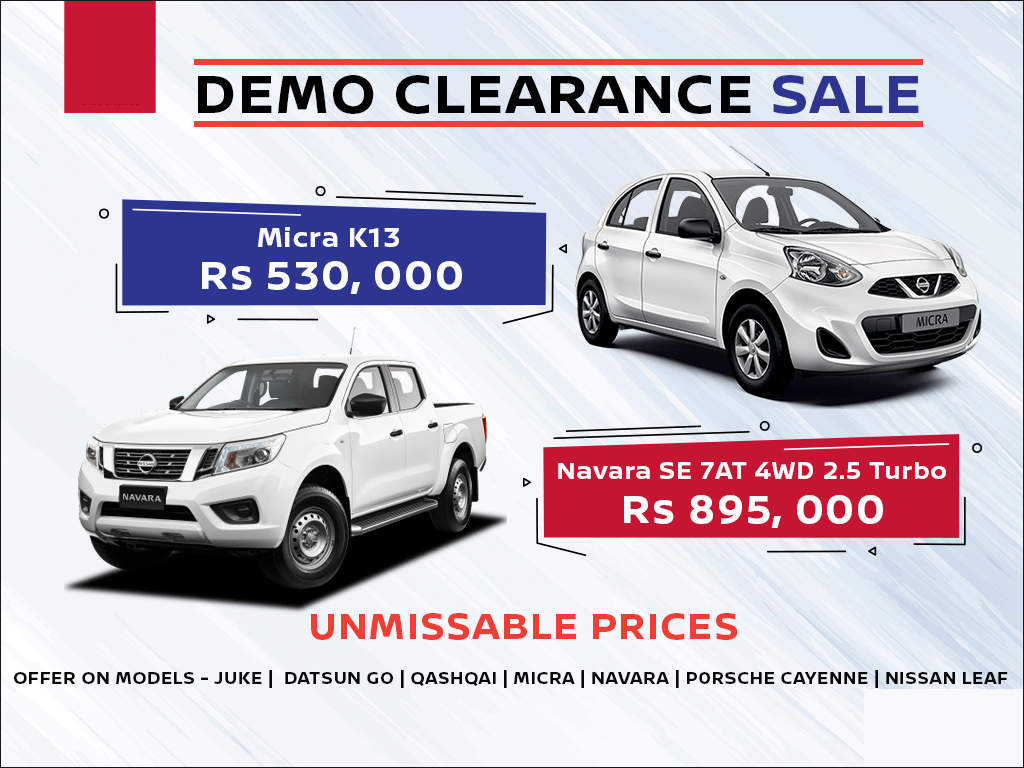 DEMO CLEARANCE SALE
Micra K13
Rs 530, 000
MICRA
NISSAN
NAVARA
Navara SE 7AT 4WD 2.5 Turbo
Rs 895, 000
UNMISSABLE PRICES
OFFER ON MODELS - JUKE | DATSUN GO | QASHQAI | MICRA | NAVARA | P0RSCHE CAYENNE | NISSAN LEAF